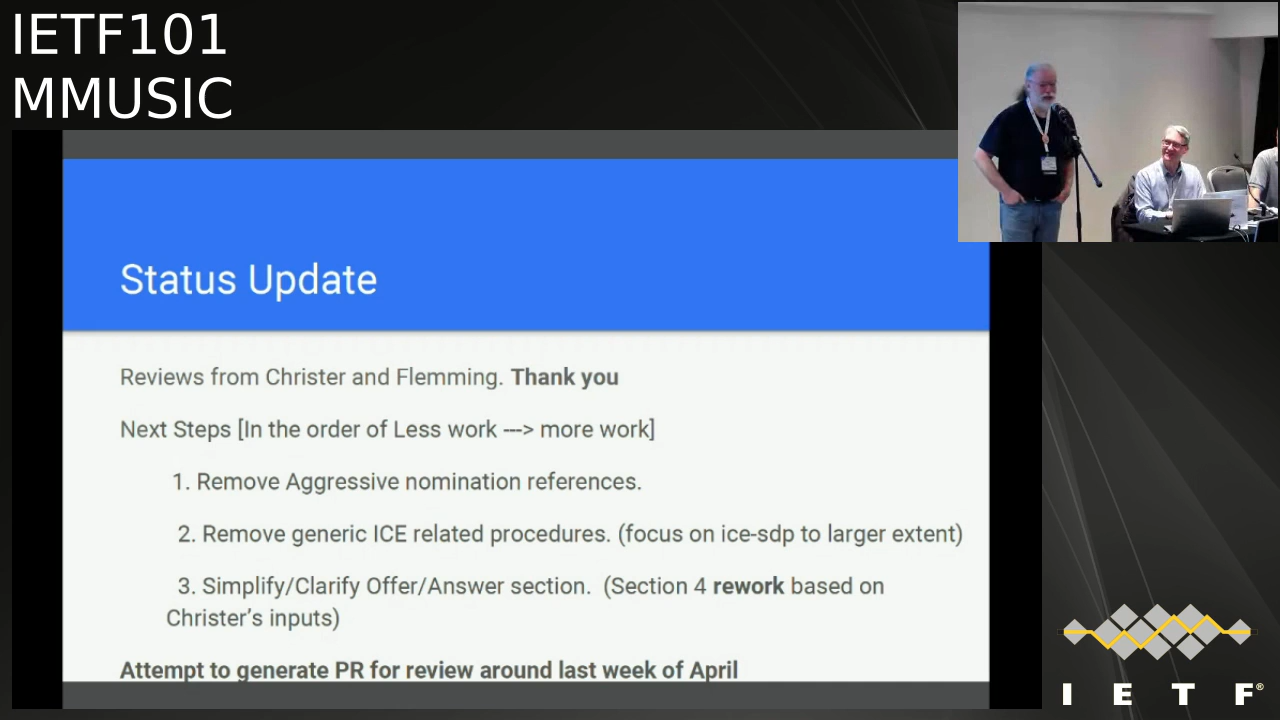 IETF101
MMUSIC
Status Update
Reviews from Christer and Flemming. Thank you
Next Steps [In the order of Less work ---> more work]
1. Remove Aggressive nomination references.
2. Remove generic ICE related procedures. (focus on ice-sdp to larger extent)
3. Simplify/Clarify Offer/Answer section. (Section 4 rework based on
Christer's inputs)
Attempt to generate PR for review around last week of April
I E T F®